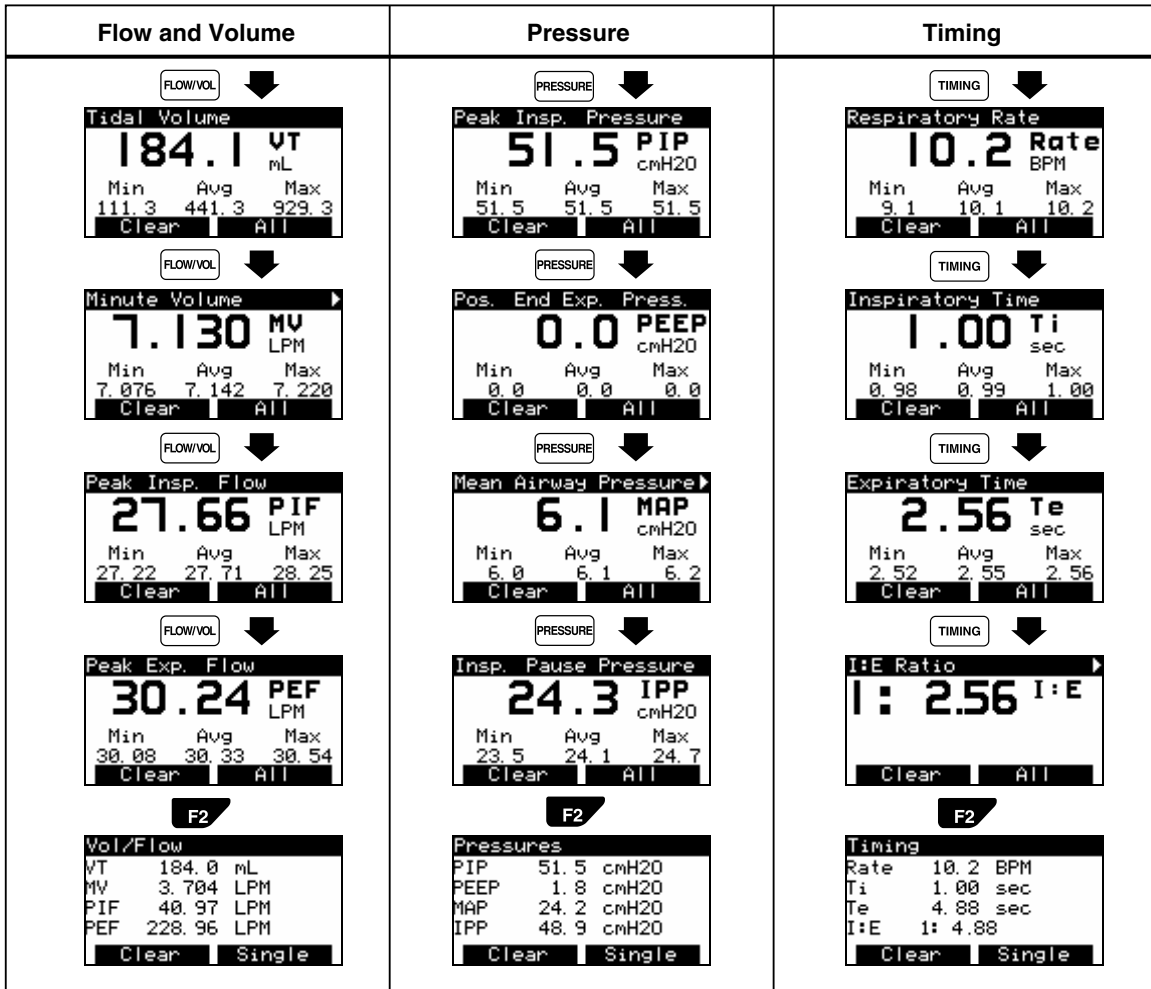 Flow and Volume
FLOW/VOL
Tidal Volume
184.1 VT
mL
Min Avg Max
111.3 441.3 929.3
Clear All
FLOW/VOL
Minute Volume
7.130 MV
LPM
Min Avg Max
7.076 7.142 7.220
Clear All
FLOW/VOL
Peak Insp. Flow
27.66 PIF
LPM
Min Avg Max
27.22 27.71 28.25
Clear All
FLOW/VOL
Peak Exp. Flow
30.24 PEF
LPM
Min Avg Max
30.08 30.33 30.54
Clear All
F2
Vol/Flow
VT 184.0 mL
MV 3.704 LPM
PIF 40.97 LPM
PEF 228.96 LPM
Clear Single
Pressure
PRESSURE
Peak Insp. Pressure
51.5 PIP
cmH2O
Min Avg Max
51.5 51.5 51.5
Clear All
PRESSURE
Pos. End Exp. Press.
0.0 PEEP
cmH2O
Min Avg Max
0.0 0.0 0.0
Clear All
PRESSURE
Mean Airway Pressure
6.1 MAP
cmH2O
Min Avg Max
6.0 6.1 6.2
Clear All
PRESSURE
Insp. Pause Pressure
24.3 IPP
cmH2O
Min Avg Max
23.5 24.1 24.7
Clear All
F2
Pressures
PIP 51.5 cmH2O
PEEP 1.8 cmH2O
MAP 24.2 cmH2O
IPP 48.9 cmH2O
Clear Single
Timing
TIMING
Respiratory Rate
10.2 Rate
BPM
Min Avg Max
9.1 10.1 10.2
Clear All
TIMING
Inspiratory Time
1.00 Ti
sec
Min Avg Max
0.98 0.99 1.00
Clear All
TIMING
Expiratory Time
2.56 Te
sec
Min Avg Max
2.52 2.55 2.56
Clear All
TIMING
I:E Ratio
1: 2.56 I:E
Clear All
F2
Timing
Rate 10.2 BPM
Ti 1.00 sec
Te 4.88 sec
I:E 1: 4.88
Clear Single